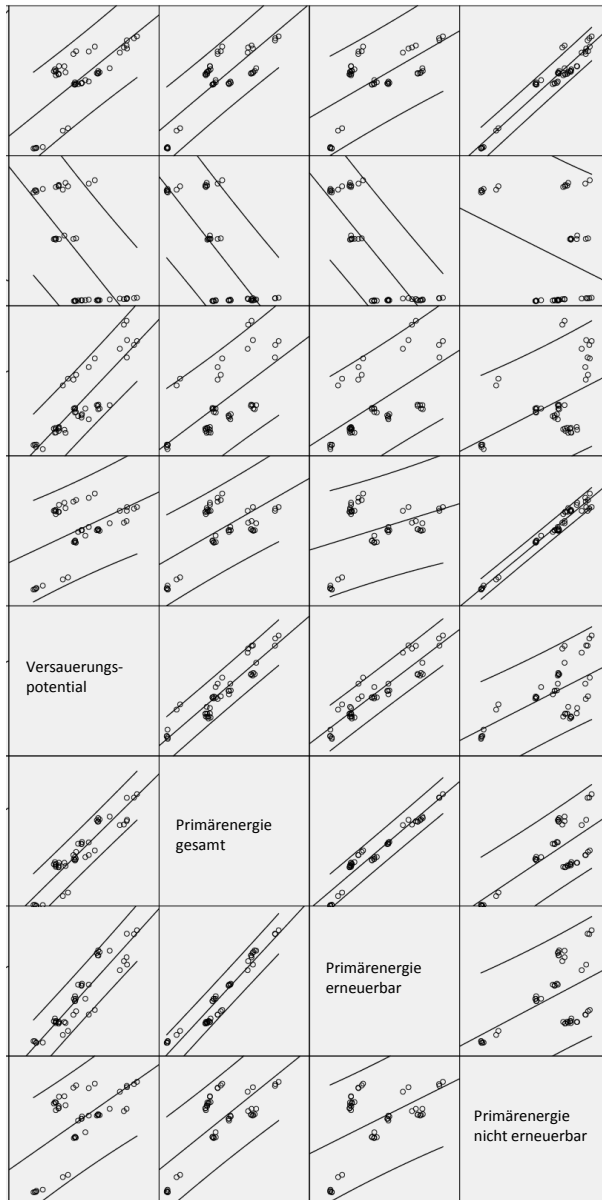 Versauerungs-
potential
Primärenergie
gesamt
Primärenergie
erneuerbar
Primärenergie
nicht erneuerbar